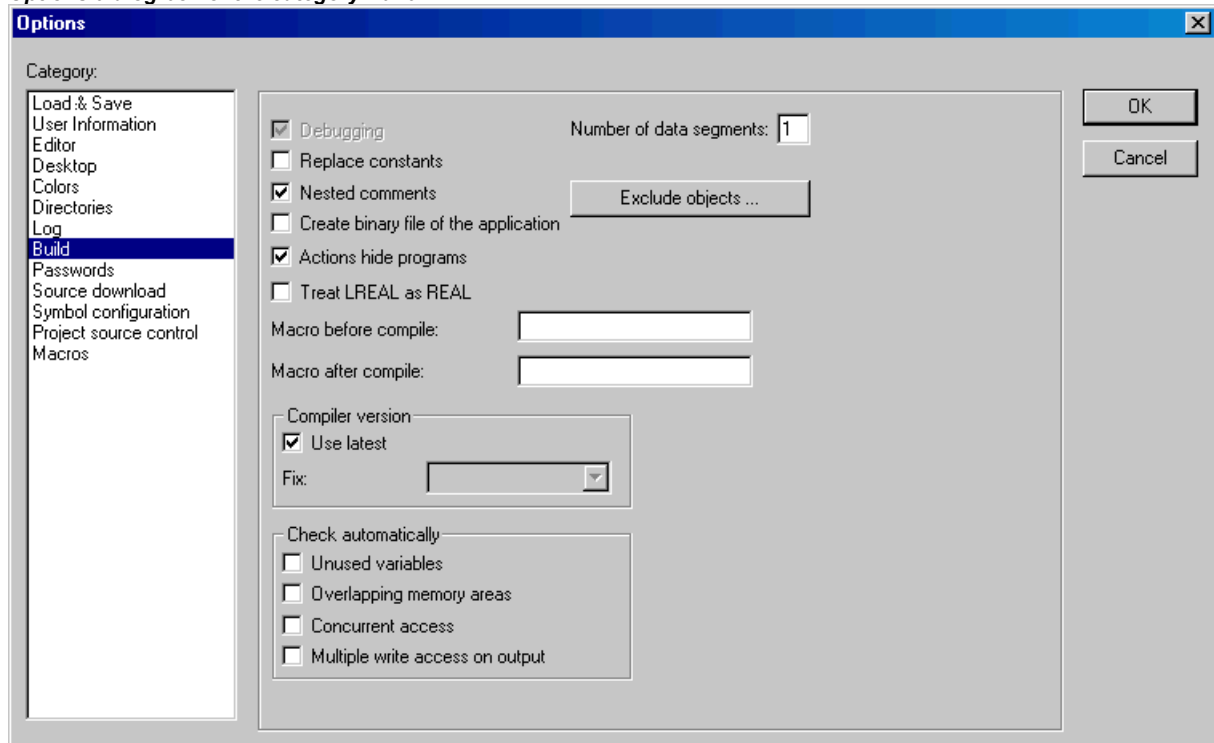 Options
Category:
Load & Save
User Information
Editor
Desktop
Colors
Directories
Log
Build
Passwords
Source download
Symbol configuration
Project source control
Macros
Debugging
Number of data segments: 1
Replace constants
Nested comments
Exclude objects ...
Create binary file of the application
Actions hide programs
Treat LREAL as REAL
Macro before compile:
Macro after compile:
Compiler version
Use latest
Fix:
Check automatically
Unused variables
Overlapping memory areas
Concurrent access
Multiple write access on output
OK
Cancel